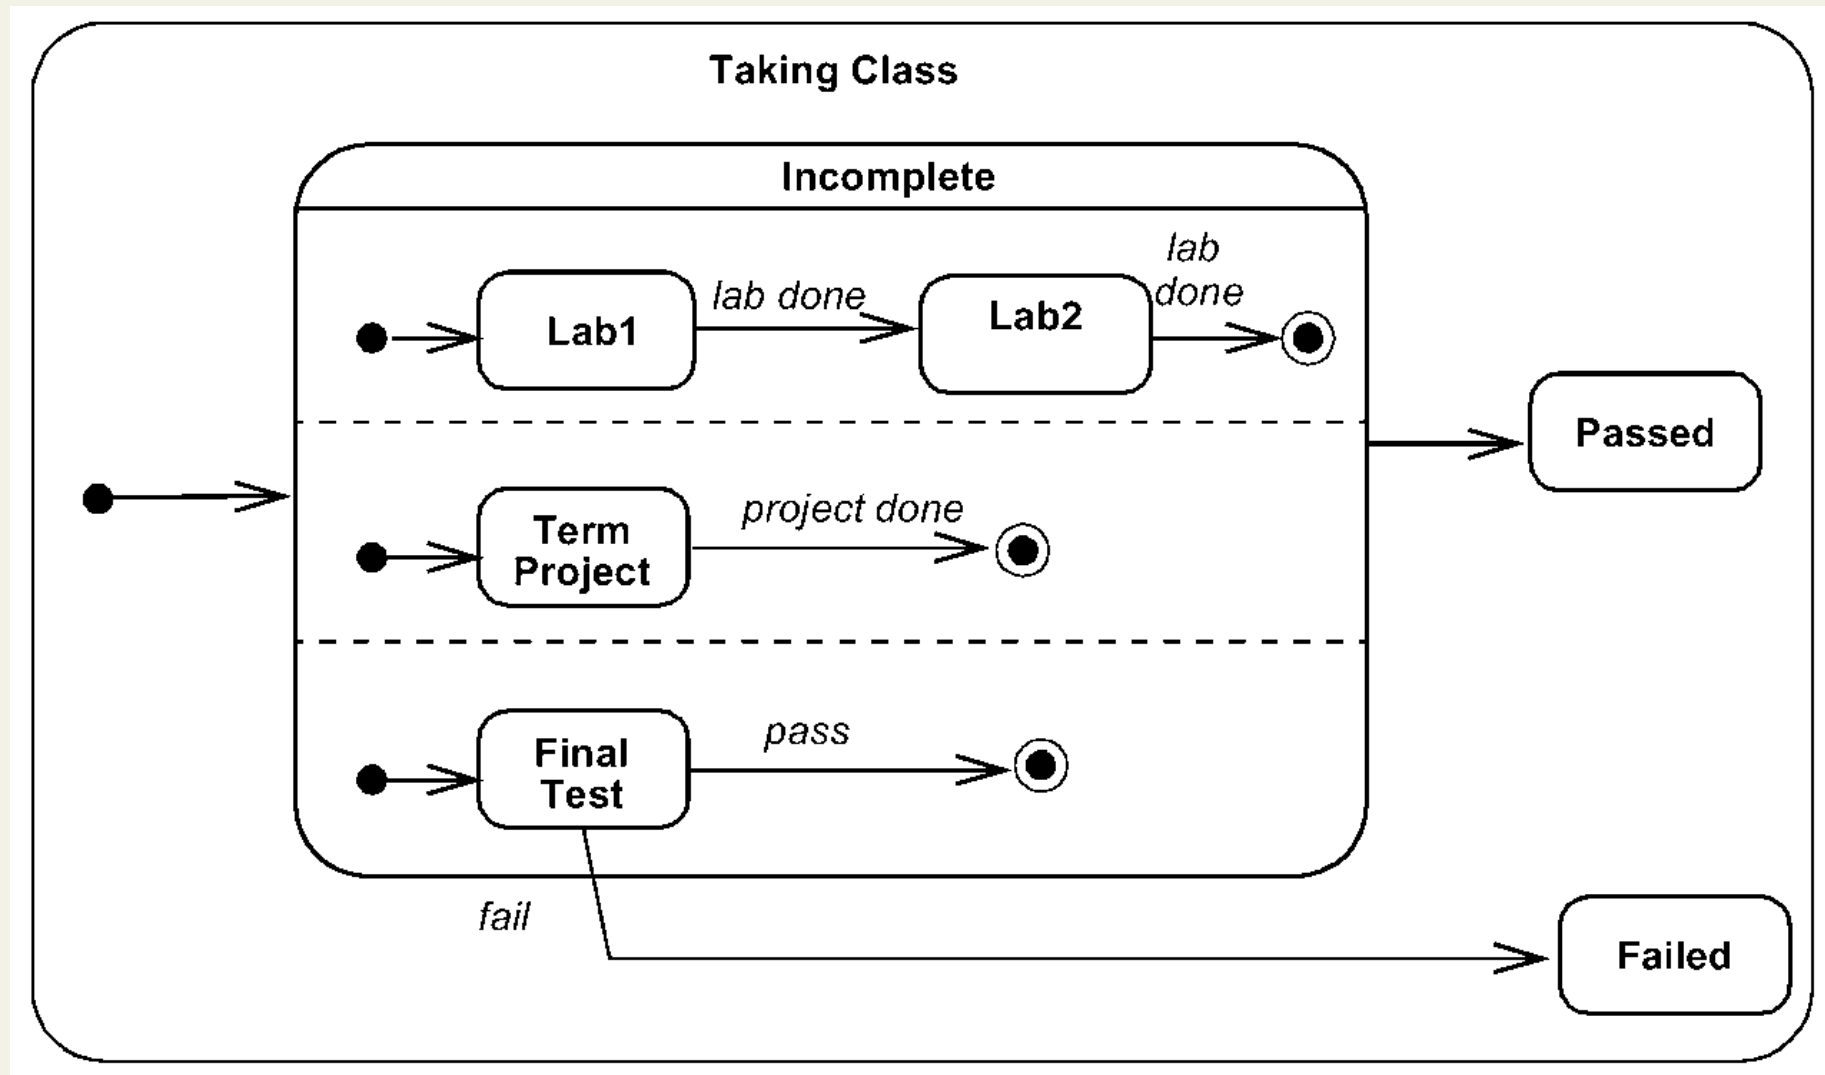 Taking Class
Incomplete
lab
done
lab done
Lab1
Lab2
Passed
project done
Term
Project
pass
Final
Test
fail
Failed